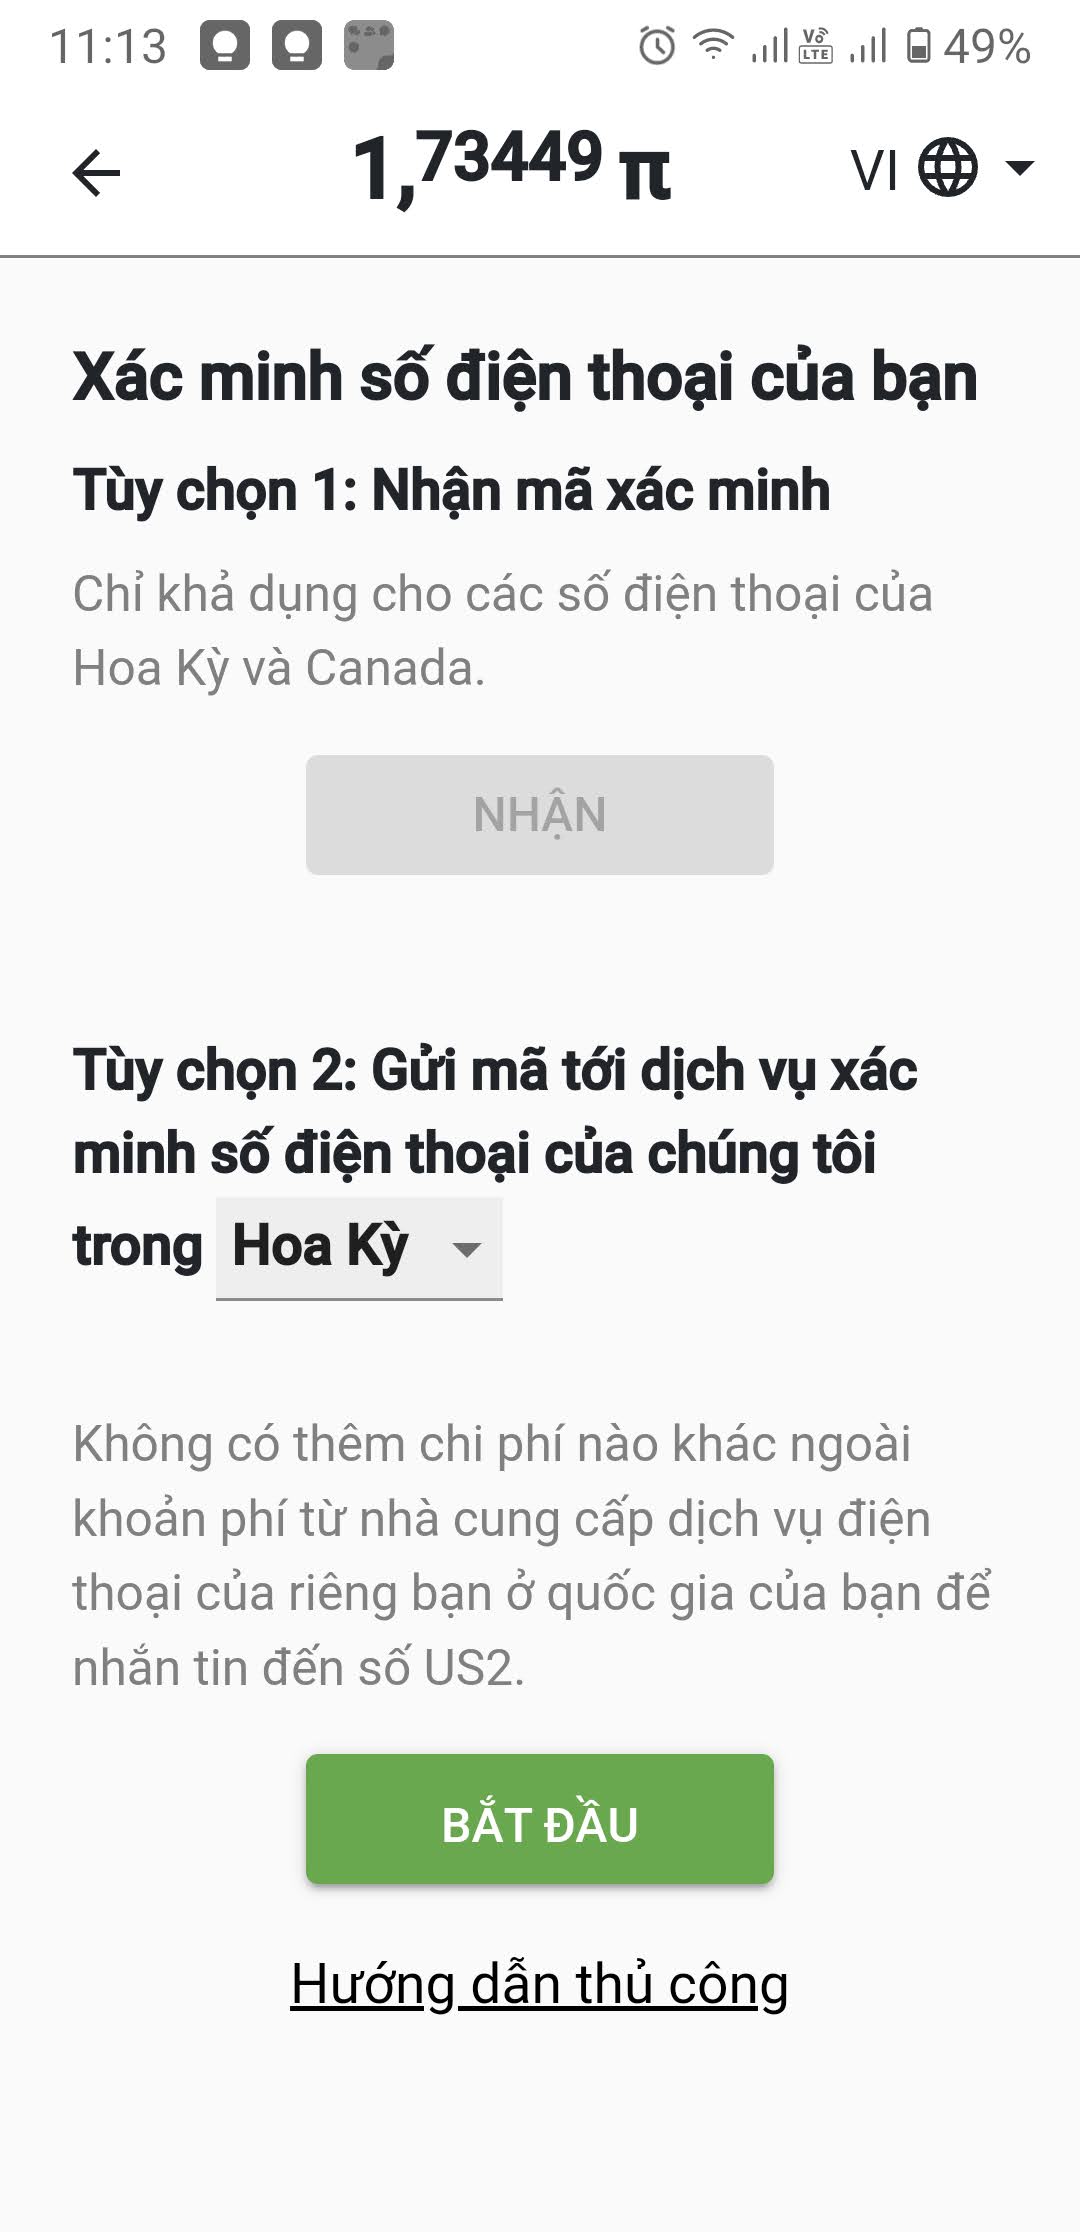 11:13 Vo LTE 49%
1,73449 π VI
Xác minh số điện thoại của bạn
Tùy chọn 1: Nhận mã xác minh
Chỉ khả dụng cho các số điện thoại của
Hoa Kỳ và Canada.
NHẬN
Tùy chọn 2: Gửi mã tới dịch vụ xác
minh số điện thoại của chúng tôi
trong Hoa Kỳ
Không có thêm chi phí nào khác ngoài
khoản phí từ nhà cung cấp dịch vụ điện
thoại của riêng bạn ở quốc gia của bạn để
nhắn tin đến số US2.
BẮT ĐẦU
Hướng dẫn thủ công